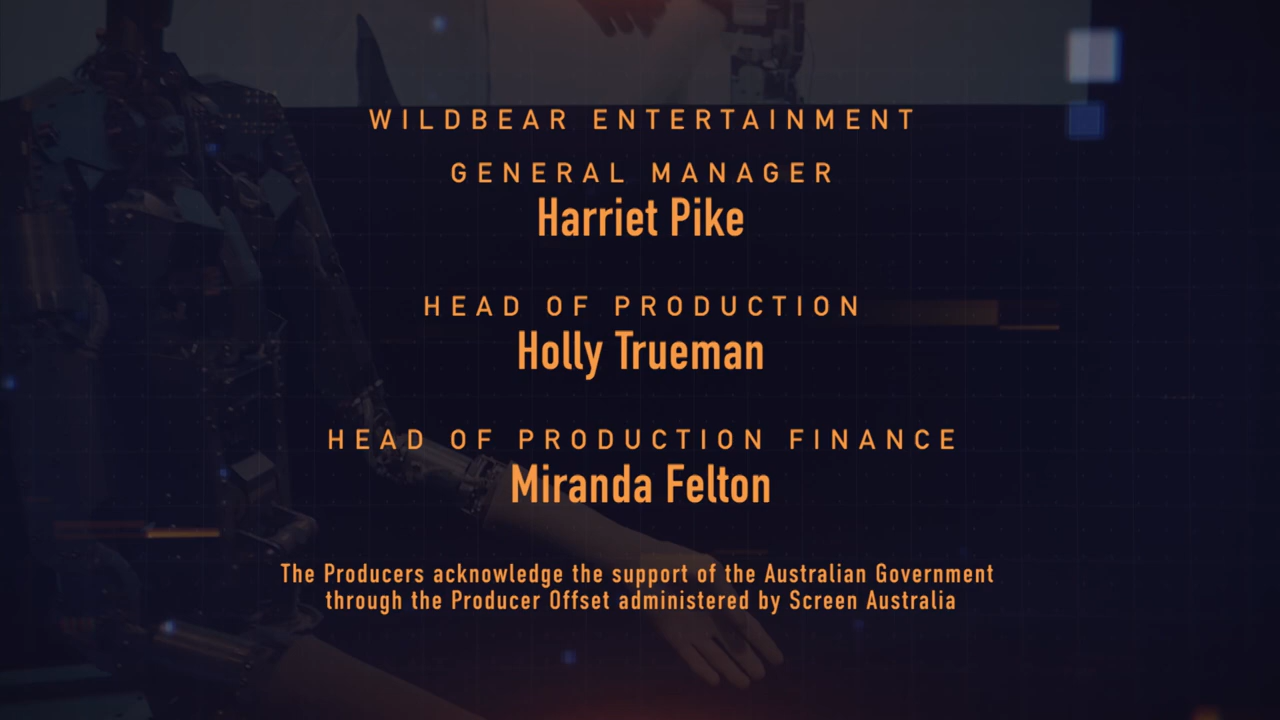 WILDBEAR ENTERTAINMENT
GENERAL MANAGER
Harriet Pike
HEAD OF PRODUCTION
Holly Trueman
HEAD OF PRODUCTION FINANCE
Miranda Felton
The Producers acknowledge the support of the Australian Government
through the Producer Offset administered by Screen Australia